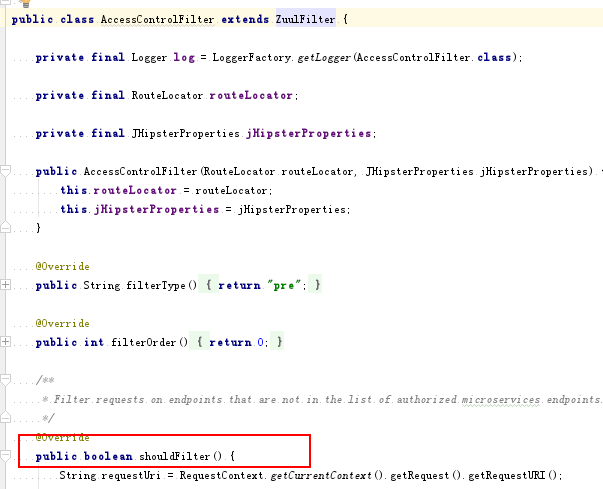 public class AccessControlFilter extends ZuulFilter {
private final Logger log = LoggerFactory.getLogger(AccessControlFilter.class);
private final RouteLocator routeLocator;
private final JHipsterProperties jHipsterProperties;
public AccessControlFilter(RouteLocator routeLocator, JHipsterProperties jHipsterProperties)
this.routeLocator = routeLocator;
this.jHipsterProperties = jHipsterProperties;
}
@Override
public String filterType() { return "pre"; }
@Override
public int filterOrder() { return 0; }
/**
* Filter requests on endpoints that are not in the list of authorized microservices endpoints
*/
@Override
public boolean shouldFilter() {
String requestUri = RequestContext.getCurrentContext().getRequest().getRequestURI();